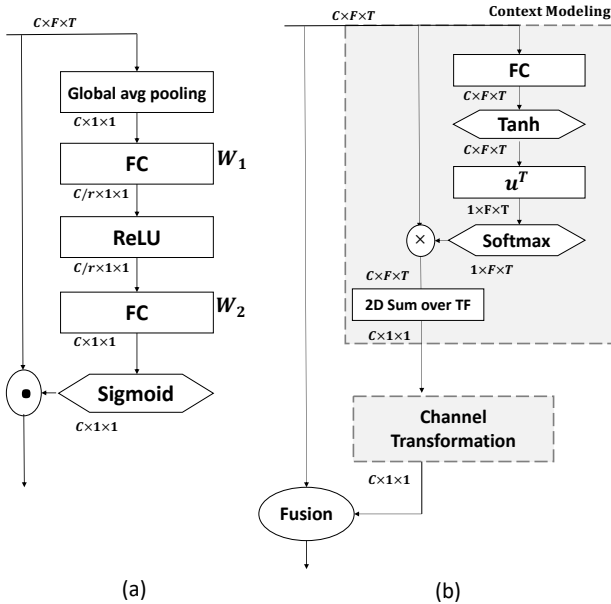 C×F×T
Global avg pooling
C×1×1
FC
W₁
C/r×1×1
ReLU
C/r×1×1
FC
W₂
C×1×1
Sigmoid
C×1×1
(a)
Context Modeling
C×F×T
FC
C×F×T
Tanh
C×F×T
uᵀ
1×F×T
Softmax
×
1×F×T
C×F×T
2D Sum over TF
C×1×1
Channel
Transformation
C×1×1
Fusion
(b)